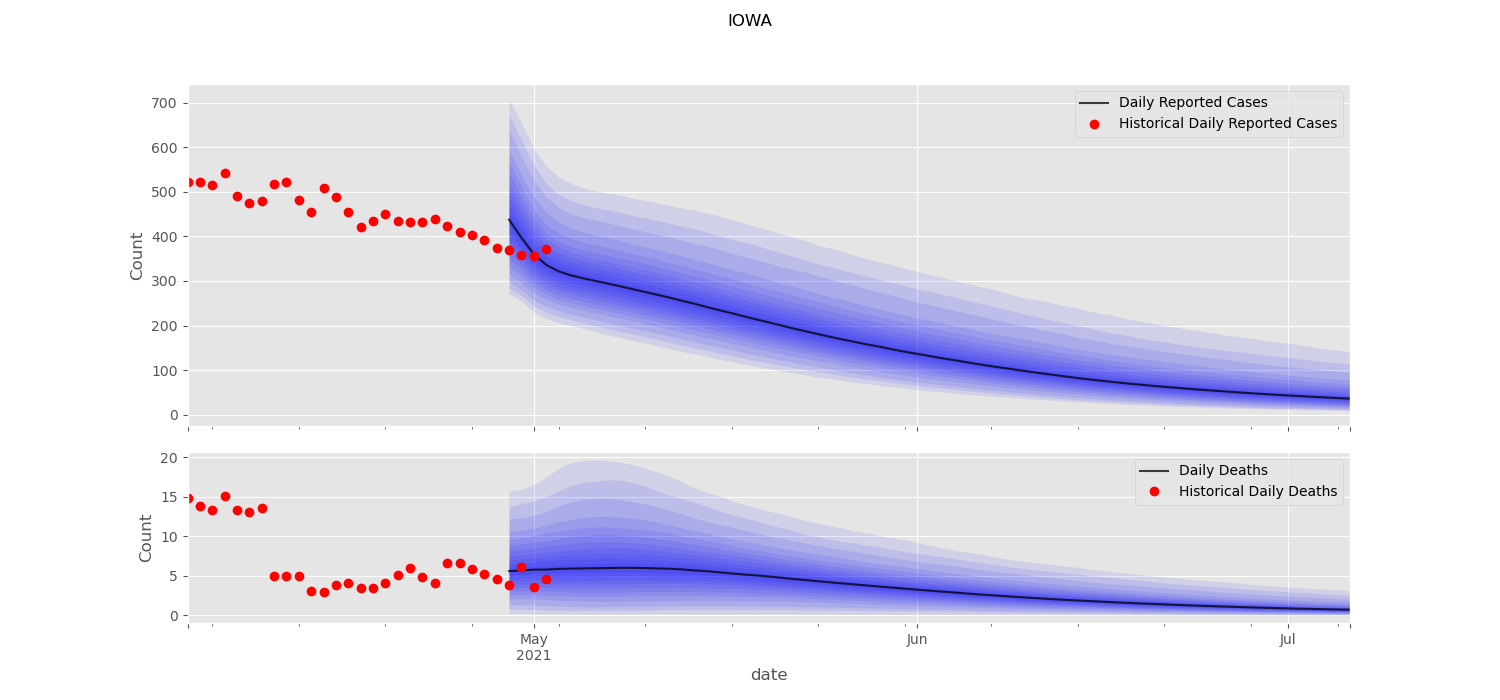 IOWA
700
600
500
400
300
200
100
0
Count
Daily Reported Cases
Historical Daily Reported Cases
20
15
10
5
0
Count
Daily Deaths
Historical Daily Deaths
May
2021
Jun
Jul
date